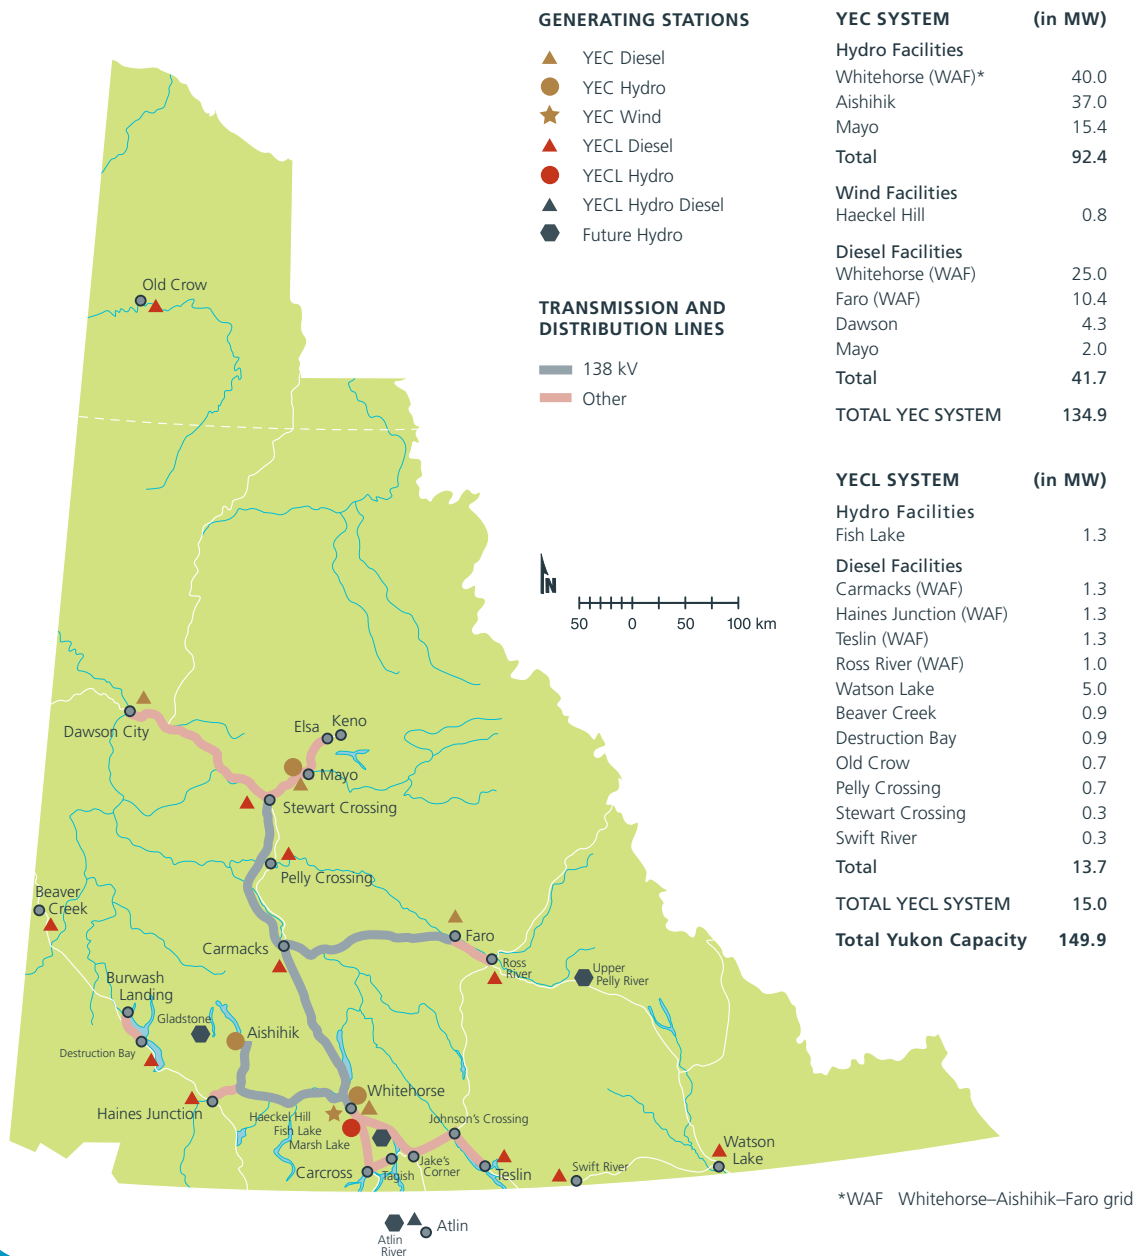 GENERATING STATIONS
YEC Diesel
YEC Hydro
YEC Wind
YECL Diesel
YECL Hydro
YECL Hydro Diesel
Future Hydro
TRANSMISSION AND
DISTRIBUTION LINES
138 kV
Other
YEC SYSTEM (in MW)
Hydro Facilities
Whitehorse (WAF)* 40.0
Aishihik 37.0
Mayo 15.4
Total 92.4
Wind Facilities
Haeckel Hill 0.8
Diesel Facilities
Whitehorse (WAF) 25.0
Faro (WAF) 10.4
Dawson 4.3
Mayo 2.0
Total 41.7
TOTAL YEC SYSTEM 134.9
YECL SYSTEM (in MW)
Hydro Facilities
Fish Lake 1.3
Diesel Facilities
Carmacks (WAF) 1.3
Haines Junction (WAF) 1.3
Teslin (WAF) 1.3
Ross River (WAF) 1.0
Watson Lake 5.0
Beaver Creek 0.9
Destruction Bay 0.9
Old Crow 0.7
Pelly Crossing 0.7
Stewart Crossing 0.3
Swift River 0.3
Total 13.7
TOTAL YECL SYSTEM 15.0
Total Yukon Capacity 149.9
*WAF Whitehorse–Aishihik–Faro grid
N
50 0 50 100 km
Old Crow
Dawson City
Elsa
Keno
Mayo
Stewart Crossing
Pelly Crossing
Beaver
Creek
Carmacks
Faro
Ross
River
Upper
Pelly River
Burwash
Landing
Gladstone
Aishihik
Destruction Bay
Haines Junction
Whitehorse
Haeckel Hill
Fish Lake
Marsh Lake
Johnson's Crossing
Carcross
Tagish
Jake's
Corner
Teslin
Swift River
Watson
Lake
Atlin
Atlin
River